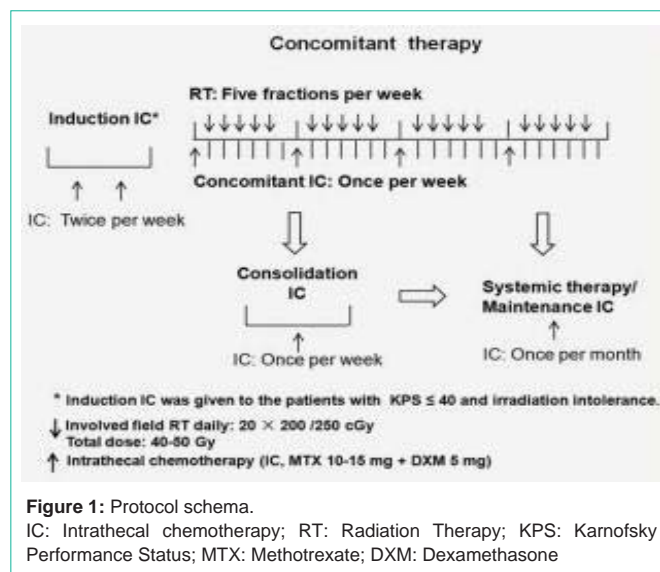 Concomitant therapy
RT: Five fractions per week
Induction IC*
Concomitant IC: Once per week
IC: Twice per week
Consolidation
IC
Systemic therapy/
Maintenance IC
IC: Once per week
IC: Once per month
* Induction IC was given to the patients with KPS ≤ 40 and irradiation intolerance.
↓ Involved field RT daily: 20 × 200 /250 cGy
Total dose: 40-50 Gy
↑ Intrathecal chemotherapy (IC, MTX 10-15 mg + DXM 5 mg)
Figure 1: Protocol schema.
IC: Intrathecal chemotherapy; RT: Radiation Therapy; KPS: Karnofsky
Performance Status; MTX: Methotrexate; DXM: Dexamethasone